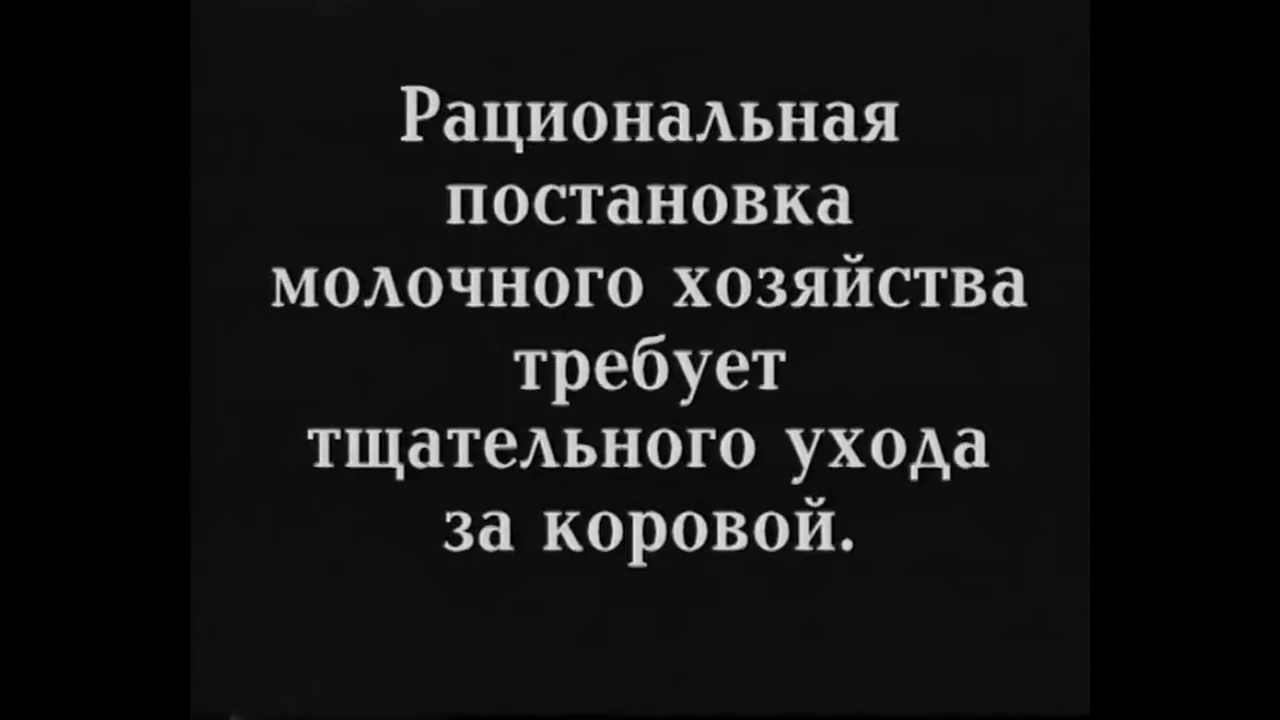 Рациональная
постановка
молочного хозяйства
требует
тщательного ухода
за коровой.